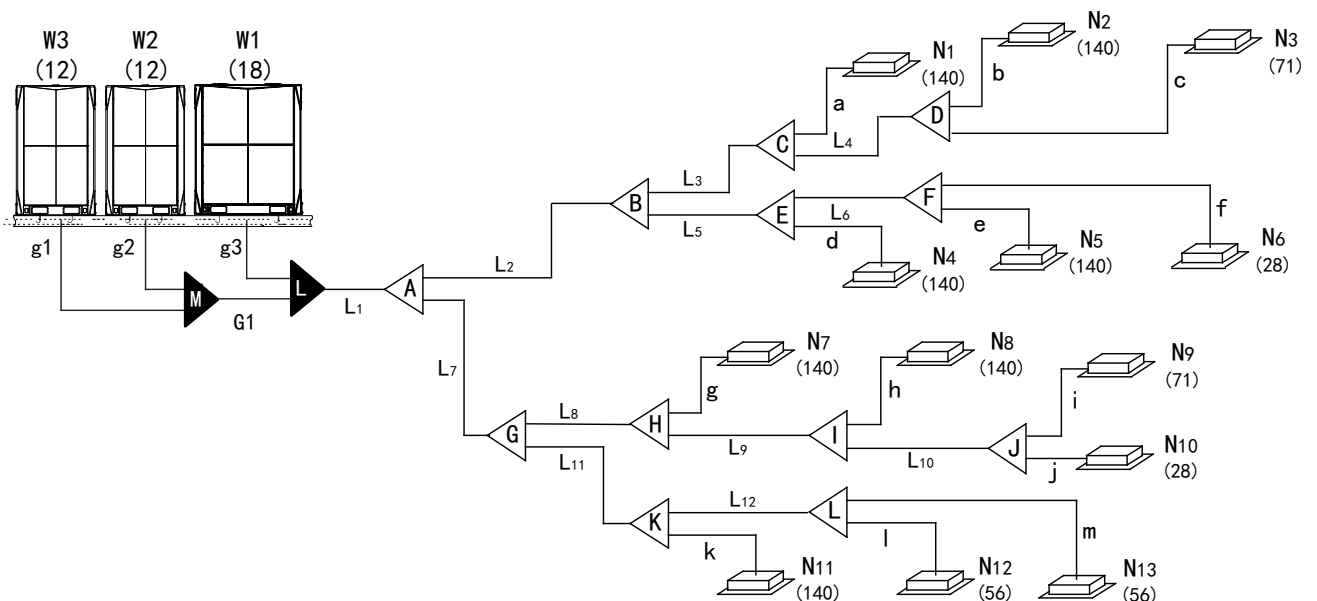 W3 W2 W1
(12) (12) (18)
g1 g2 g3
M L
G1
L1
A
L2
L7
B
L3
L5
C
a
L4
N1
(140)
D
b
N2
(140)
c
N3
(71)
E
L6
d
N4
(140)
F
e
N5
(140)
f
N6
(28)
G
L8
L11
H
g
N7
(140)
L9
I
h
N8
(140)
L10
J
i
N9
(71)
j
N10
(28)
K
L12
k
N11
(140)
L
l
N12
(56)
m
N13
(56)